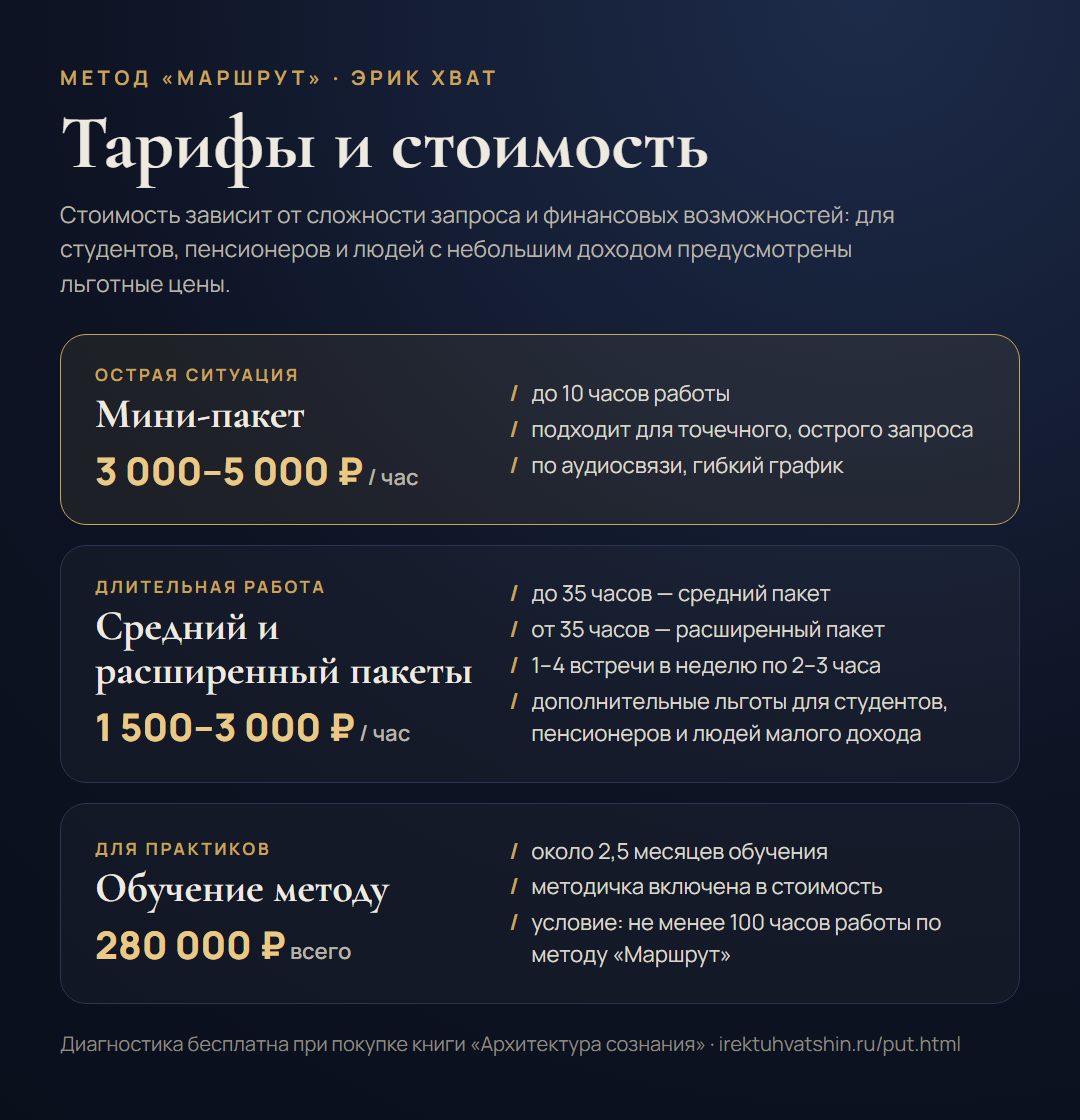 МЕТОД «МАРШРУТ» · ЭРИК ХВАТ
Тарифы и стоимость
Стоимость зависит от сложности запроса и финансовых возможностей: для
студентов, пенсионеров и людей с небольшим доходом предусмотрены
льготные цены.
ОСТРАЯ СИТУАЦИЯ
Мини-пакет
3 000–5 000 ₽ / час
/ до 10 часов работы
/ подходит для точечного, острого запроса
/ по аудиосвязи, гибкий график
ДЛИТЕЛЬНАЯ РАБОТА
Средний и
расширенный пакеты
1 500–3 000 ₽ / час
/ до 35 часов — средний пакет
/ от 35 часов — расширенный пакет
/ 1–4 встречи в неделю по 2–3 часа
/ дополнительные льготы для студентов,
пенсионеров и людей малого дохода
ДЛЯ ПРАКТИКОВ
Обучение методу
280 000 ₽ всего
/ около 2,5 месяцев обучения
/ методичка включена в стоимость
/ условие: не менее 100 часов работы по
методу «Маршрут»
Диагностика бесплатна при покупке книги «Архитектура сознания» · irektuhvatshin.ru/put.html